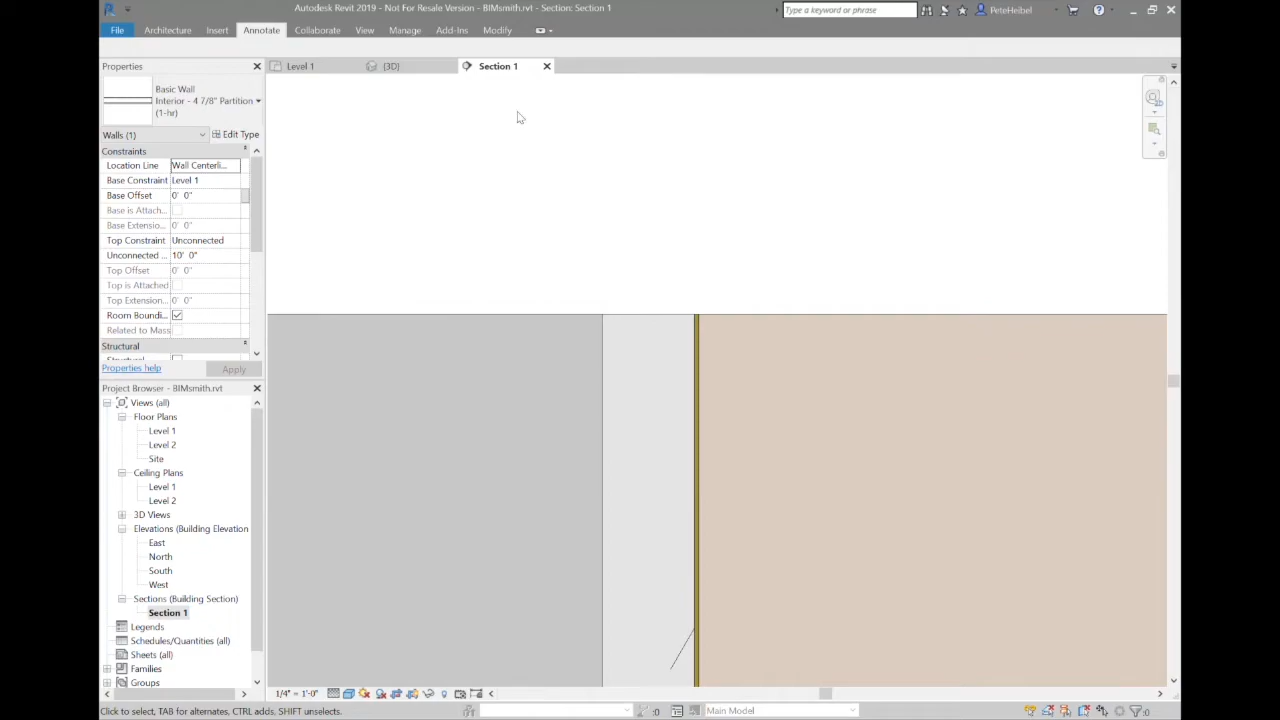 Autodesk Revit 2019 - Not For Resale Version - BIMsmith.rvt - Section: Section 1
Type a keyword or phrase
PeteHeibel
File Architecture Insert Annotate Collaborate View Manage Add-Ins Modify
Properties
Level 1
{3D}
Section 1
Basic Wall
Interior - 4 7/8" Partition
(1-hr)
Walls (1)
Edit Type
Constraints
Location Line Wall Centerli...
Base Constraint Level 1
Base Offset 0' 0"
Base is Attach...
Base Extensio... 0' 0"
Top Constraint Unconnected
Unconnected ... 10' 0"
Top Offset 0' 0"
Top is Attached
Top Extension... 0' 0"
Room Boundi...
Related to Mass
Structural
Properties help
Apply
Project Browser - BIMsmith.rvt
Views (all)
Floor Plans
Level 1
Level 2
Site
Ceiling Plans
Level 1
Level 2
3D Views
Elevations (Building Elevation
East
North
South
West
Sections (Building Section)
Section 1
Legends
Schedules/Quantities (all)
Sheets (all)
Families
Groups
1/4" = 1'-0"
Click to select, TAB for alternates, CTRL adds, SHIFT unselects.
:0
Main Model
:0